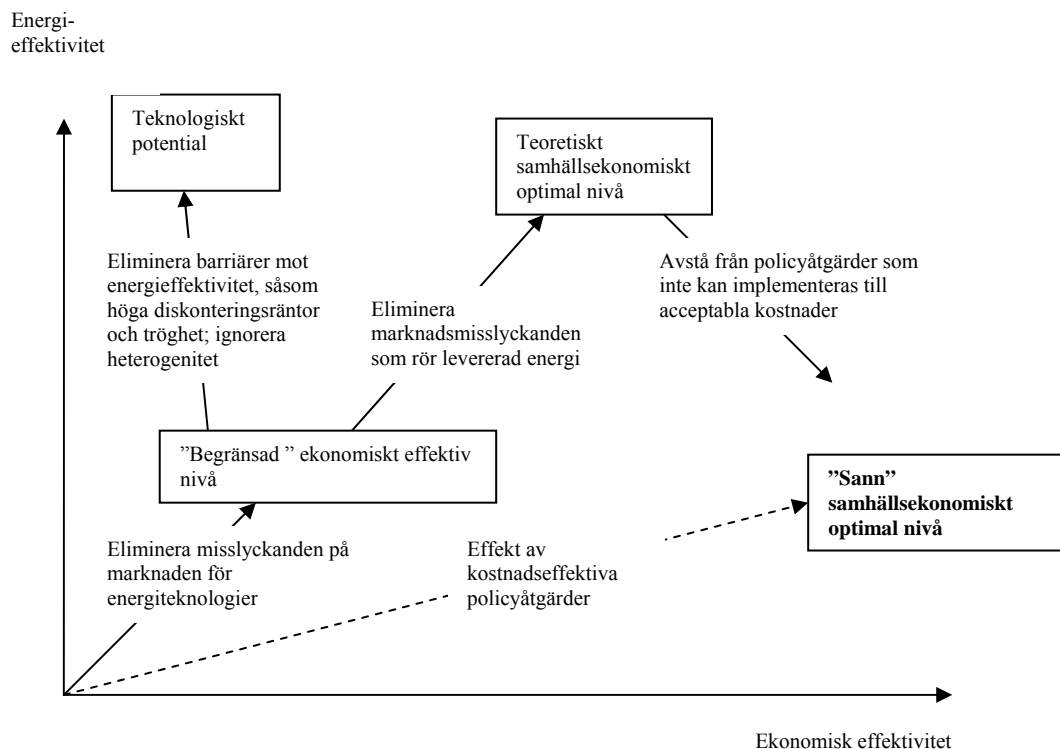 Energi-
effektivitet
Teknologiskt
potential
Teoretiskt
samhällsekonomiskt
optimal nivå
Eliminera barriärer mot
energieffektivitet, såsom
höga diskonteringsräntor
och tröghet; ignorera
heterogenitet
Eliminera
marknadsmisslyckanden
som rör levererad energi
Avstå från policyåtgärder som
inte kan implementeras till
acceptabla kostnader
”Begränsad ” ekonomiskt effektiv
nivå
”Sann”
samhällsekonomiskt
optimal nivå
Eliminera misslyckanden på
marknaden för
energiteknologier
Effekt av
kostnadseffektiva
policyåtgärder
Ekonomisk effektivitet